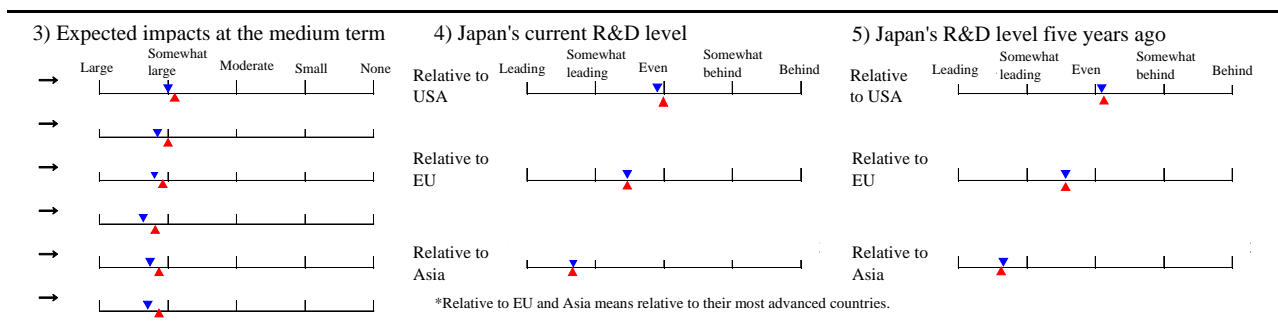 3) Expected impacts at the medium term
Large
Somewhat
large
Moderate
Small
None
→
→
→
→
→
→
4) Japan's current R&D level
Leading
Somewhat
leading
Even
Somewhat
behind
Behind
Relative to
USA
Relative to
EU
Relative to
Asia
*Relative to EU and Asia means relative to their most advanced countries.
5) Japan's R&D level five years ago
Leading
Somewhat
leading
Even
Somewhat
behind
Behind
Relative
to USA
Relative to
EU
Relative to
Asia